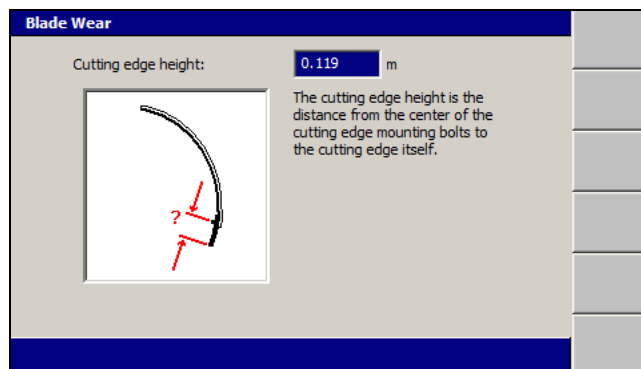 Blade Wear
Cutting edge height:
0.119 m
The cutting edge height is the
distance from the center of the
cutting edge mounting bolts to
the cutting edge itself.
?